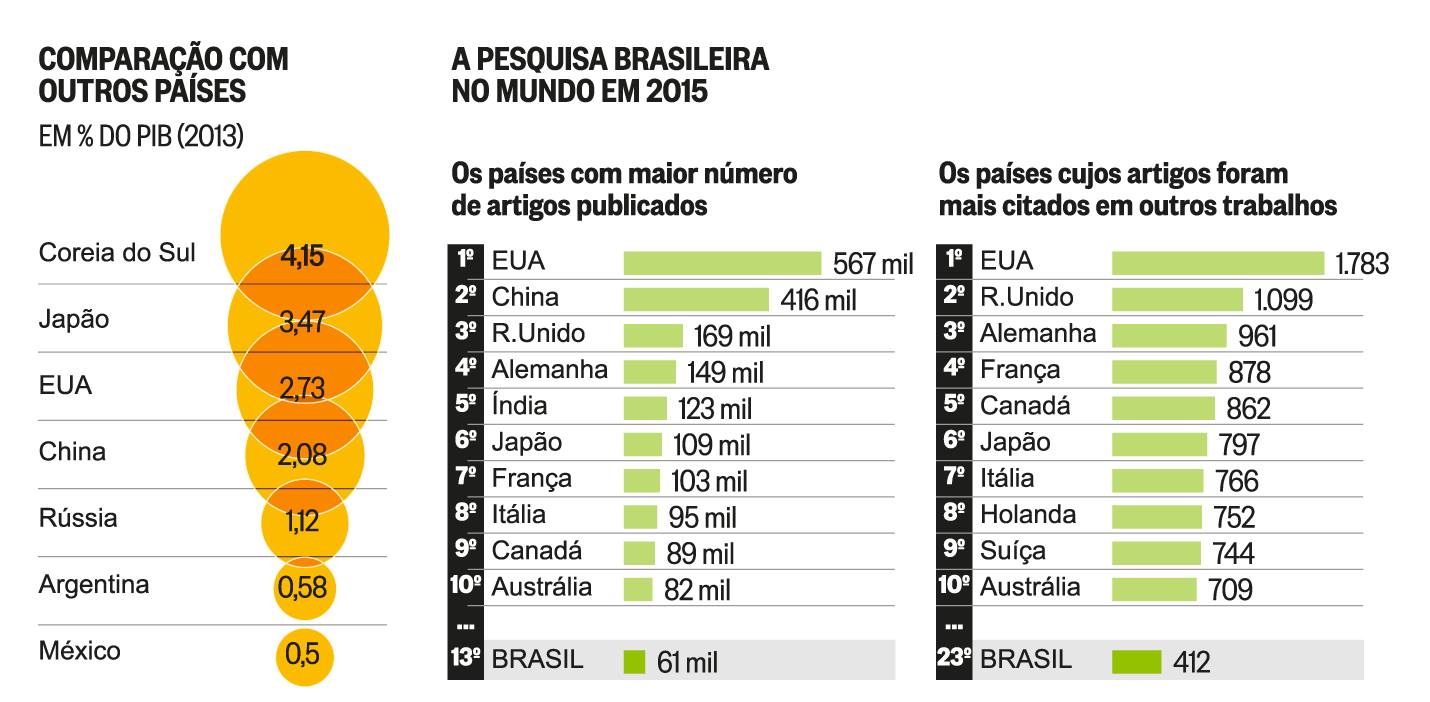 COMPARAÇÃO COM
OUTROS PAÍSES
EM % DO PIB (2013)
Coreia do Sul 4,15
Japão 3,47
EUA 2,73
China 2,08
Rússia 1,12
Argentina 0,58
México 0,5
A PESQUISA BRASILEIRA
NO MUNDO EM 2015
Os países com maior número
de artigos publicados
1º EUA 567 mil
2º China 416 mil
3º R.Unido 169 mil
4º Alemanha 149 mil
5º Índia 123 mil
6º Japão 109 mil
7º França 103 mil
8º Itália 95 mil
9º Canadá 89 mil
10º Austrália 82 mil
...
13º BRASIL 61 mil
Os países cujos artigos foram
mais citados em outros trabalhos
1º EUA 1.783
2º R.Unido 1.099
3º Alemanha 961
4º França 878
5º Canadá 862
6º Japão 797
7º Itália 766
8º Holanda 752
9º Suíça 744
10º Austrália 709
...
23º BRASIL 412